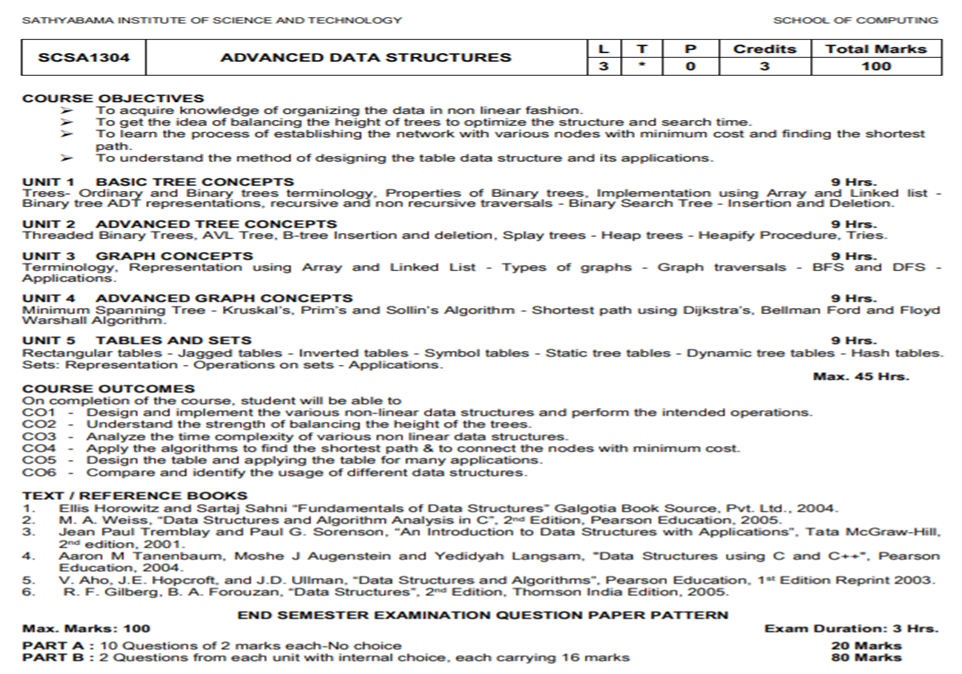 SATHYABAMA INSTITUTE OF SCIENCE AND TECHNOLOGY SCHOOL OF COMPUTING
SCSA1304 ADVANCED DATA STRUCTURES L T P Credits Total Marks
3 * 0 3 100
COURSE OBJECTIVES
➢ To acquire knowledge of organizing the data in non linear fashion.
➢ To get the idea of balancing the height of trees to optimize the structure and search time.
➢ To learn the process of establishing the network with various nodes with minimum cost and finding the shortest
path.
➢ To understand the method of designing the table data structure and its applications.
UNIT 1 BASIC TREE CONCEPTS 9 Hrs.
Trees- Ordinary and Binary trees terminology, Properties of Binary trees, Implementation using Array and Linked list -
Binary tree ADT representations, recursive and non recursive traversals - Binary Search Tree - Insertion and Deletion.
UNIT 2 ADVANCED TREE CONCEPTS 9 Hrs.
Threaded Binary Trees, AVL Tree, B-tree Insertion and deletion, Splay trees - Heap trees - Heapify Procedure, Tries.
UNIT 3 GRAPH CONCEPTS 9 Hrs.
Terminology, Representation using Array and Linked List - Types of graphs - Graph traversals - BFS and DFS -
Applications.
UNIT 4 ADVANCED GRAPH CONCEPTS 9 Hrs.
Minimum Spanning Tree - Kruskal's, Prim's and Sollin's Algorithm - Shortest path using Dijkstra's, Bellman Ford and Floyd
Warshall Algorithm.
UNIT 5 TABLES AND SETS 9 Hrs.
Rectangular tables - Jagged tables - Inverted tables - Symbol tables - Static tree tables - Dynamic tree tables - Hash tables.
Sets: Representation - Operations on sets - Applications.
Max. 45 Hrs.
COURSE OUTCOMES
On completion of the course, student will be able to
CO1 - Design and implement the various non-linear data structures and perform the intended operations.
CO2 - Understand the strength of balancing the height of the trees.
CO3 - Analyze the time complexity of various non linear data structures.
CO4 - Apply the algorithms to find the shortest path & to connect the nodes with minimum cost.
CO5 - Design the table and applying the table for many applications.
CO6 - Compare and identify the usage of different data structures.
TEXT / REFERENCE BOOKS
1. Ellis Horowitz and Sartaj Sahni "Fundamentals of Data Structures" Galgotia Book Source, Pvt. Ltd., 2004.
2. M. A. Weiss, "Data Structures and Algorithm Analysis in C", 2nd Edition, Pearson Education, 2005.
3. Jean Paul Tremblay and Paul G. Sorenson, "An Introduction to Data Structures with Applications", Tata McGraw-Hill,
2nd edition, 2001.
4. Aaron M Tanenbaum, Moshe J Augenstein and Yedidyah Langsam, "Data Structures using C and C++", Pearson
Education, 2004.
5. V. Aho, J.E. Hopcroft, and J.D. Ullman, "Data Structures and Algorithms", Pearson Education, 1st Edition Reprint 2003.
6. R. F. Gilberg, B. A. Forouzan, "Data Structures", 2nd Edition, Thomson India Edition, 2005.
END SEMESTER EXAMINATION QUESTION PAPER PATTERN
Max. Marks: 100 Exam Duration: 3 Hrs.
PART A : 10 Questions of 2 marks each-No choice 20 Marks
PART B : 2 Questions from each unit with internal choice, each carrying 16 marks 80 Marks